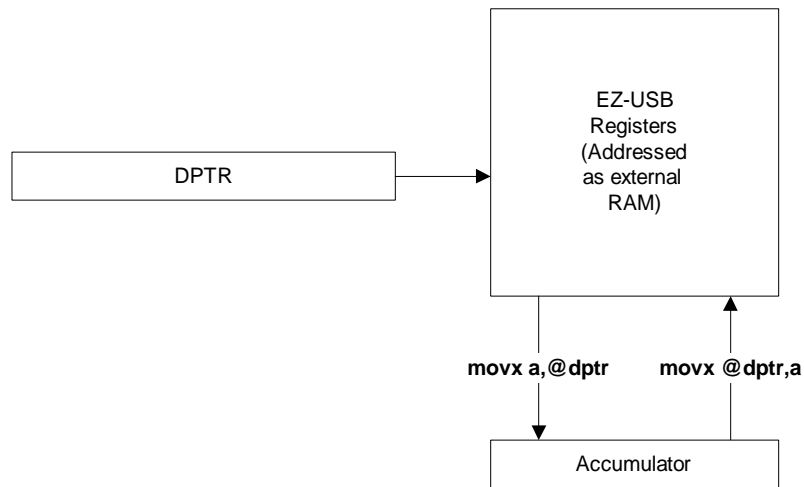 EZ-USB
Registers
(Addressed
as external
RAM)
DPTR
movx a,@dptr
movx @dptr,a
Accumulator